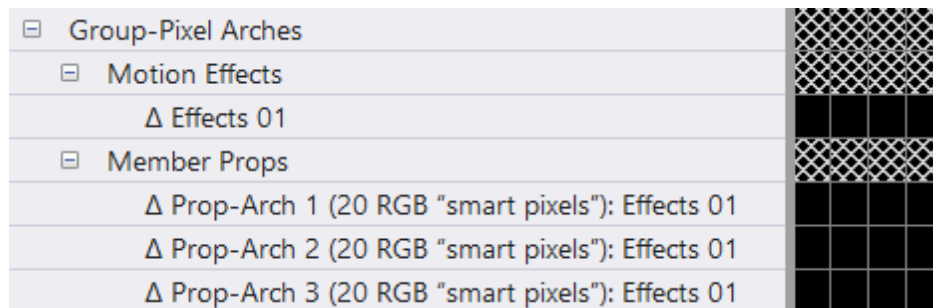 Group-Pixel Arches
Motion Effects
Δ Effects 01
Member Props
Δ Prop-Arch 1 (20 RGB “smart pixels”): Effects 01
Δ Prop-Arch 2 (20 RGB “smart pixels”): Effects 01
Δ Prop-Arch 3 (20 RGB “smart pixels”): Effects 01